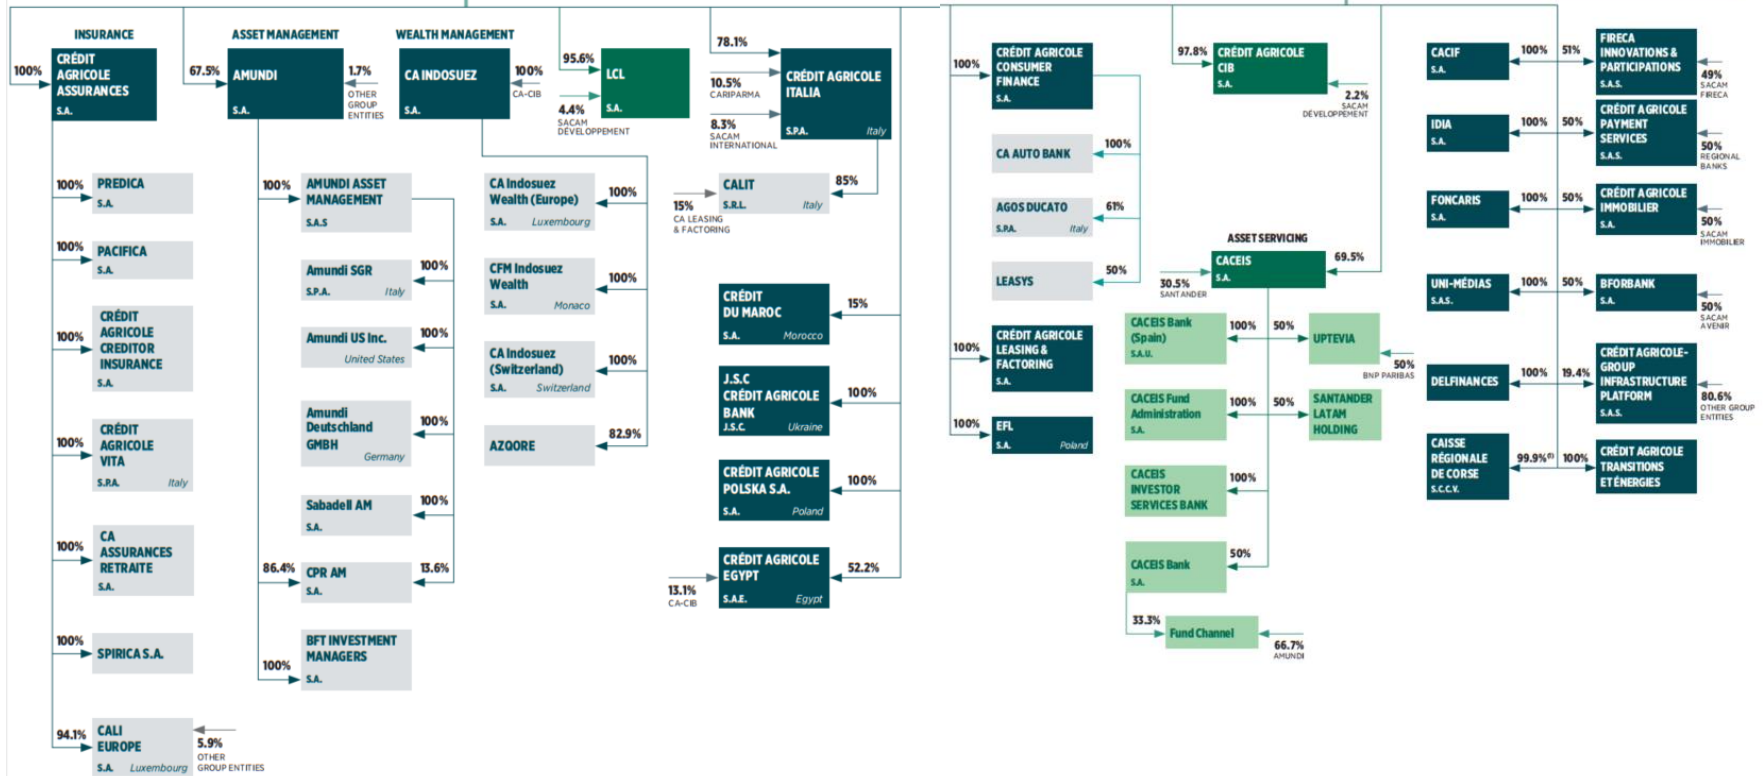 INSURANCE
100%
CRÉDIT
AGRICOLE
ASSURANCES
S.A.
100%
PREDICA
S.A.
100%
PACIFICA
S.A.
100%
CRÉDIT
AGRICOLE
CREDITOR
INSURANCE
S.A.
100%
CRÉDIT
AGRICOLE
VITA
S.P.A. Italy
100%
CA
ASSURANCES
RETRAITE
S.A.
100%
SPIRICA S.A.
94.1%
CALI
EUROPE
S.A. Luxembourg
5.9%
OTHER
GROUP ENTITIES
ASSET MANAGEMENT
67.5%
AMUNDI
S.A.
1.7%
OTHER
GROUP
ENTITIES
100%
AMUNDI ASSET
MANAGEMENT
S.A.S
Amundi SGR
S.P.A. Italy
100%
Amundi US Inc.
United States
100%
Amundi
Deutschland
GMBH
Germany
100%
Sabadell AM
S.A.
100%
86.4%
CPR AM
S.A.
13.6%
100%
BFT INVESTMENT
MANAGERS
S.A.
WEALTH MANAGEMENT
CA INDOSUEZ
S.A.
100%
CA-CIB
CA Indosuez
Wealth (Europe)
S.A. Luxembourg
100%
CFM Indosuez
Wealth
S.A. Monaco
100%
CA Indosuez
(Switzerland)
S.A. Switzerland
100%
AZQORE
82.9%
95.6%
LCL
S.A.
4.4%
SACAM
DÉVELOPPEMENT
78.1%
10.5%
CARIPARMA
8.3%
SACAM
INTERNATIONAL
CRÉDIT AGRICOLE
ITALIA
S.P.A. Italy
CALIT
S.R.L. Italy
85%
15%
CA LEASING
& FACTORING
CRÉDIT
DU MAROC
S.A. Morocco
15%
J.S.C
CRÉDIT AGRICOLE
BANK
J.S.C. Ukraine
100%
CRÉDIT AGRICOLE
POLSKA S.A.
S.A. Poland
100%
CRÉDIT AGRICOLE
EGYPT
S.A.E. Egypt
52.2%
13.1%
CA-CIB
100%
CRÉDIT AGRICOLE
CONSUMER
FINANCE
S.A.
CA AUTO BANK
100%
AGOS DUCATO
S.P.A. Italy
61%
LEASYS
50%
100%
CRÉDIT AGRICOLE
LEASING &
FACTORING
S.A.
100%
EFL
S.A. Poland
97.8%
CRÉDIT AGRICOLE
CIB
S.A.
2.2%
SACAM
DÉVELOPPEMENT
ASSET SERVICING
CACEIS
S.A.
69.5%
30.5%
SANTANDER
CACEIS Bank
(Spain)
S.A.U.
100%
50%
UPTEVIA
50%
BNP PARIBAS
CACEIS Fund
Administration
S.A.
100%
50%
SANTANDER
LATAM
HOLDING
CACEIS
INVESTOR
SERVICES BANK
100%
CACEIS Bank
S.A.
50%
33.3%
Fund Channel
66.7%
AMUNDI
CACIF
S.A.
100%
51%
FIRECA
INNOVATIONS &
PARTICIPATIONS
S.A.S.
49%
SACAM
FIRECA
IDIA
S.A.
100%
50%
CRÉDIT AGRICOLE
PAYMENT
SERVICES
S.A.S.
50%
REGIONAL
BANKS
FONCARIS
S.A.
100%
50%
CRÉDIT AGRICOLE
IMMOBILIER
S.A.
50%
SACAM
IMMOBILIER
UNI-MÉDIAS
S.A.S.
100%
50%
BFORBANK
S.A.
50%
SACAM
AVENIR
DELFINANCES
100%
19.4%
CRÉDIT AGRICOLE-
GROUP
INFRASTRUCTURE
PLATFORM
S.A.S.
80.6%
OTHER GROUP
ENTITIES
CAISSE
RÉGIONALE
DE CORSE
S.C.C.V.
99.9%⁽¹⁾
100%
CRÉDIT AGRICOLE
TRANSITIONS
ET ÉNERGIES